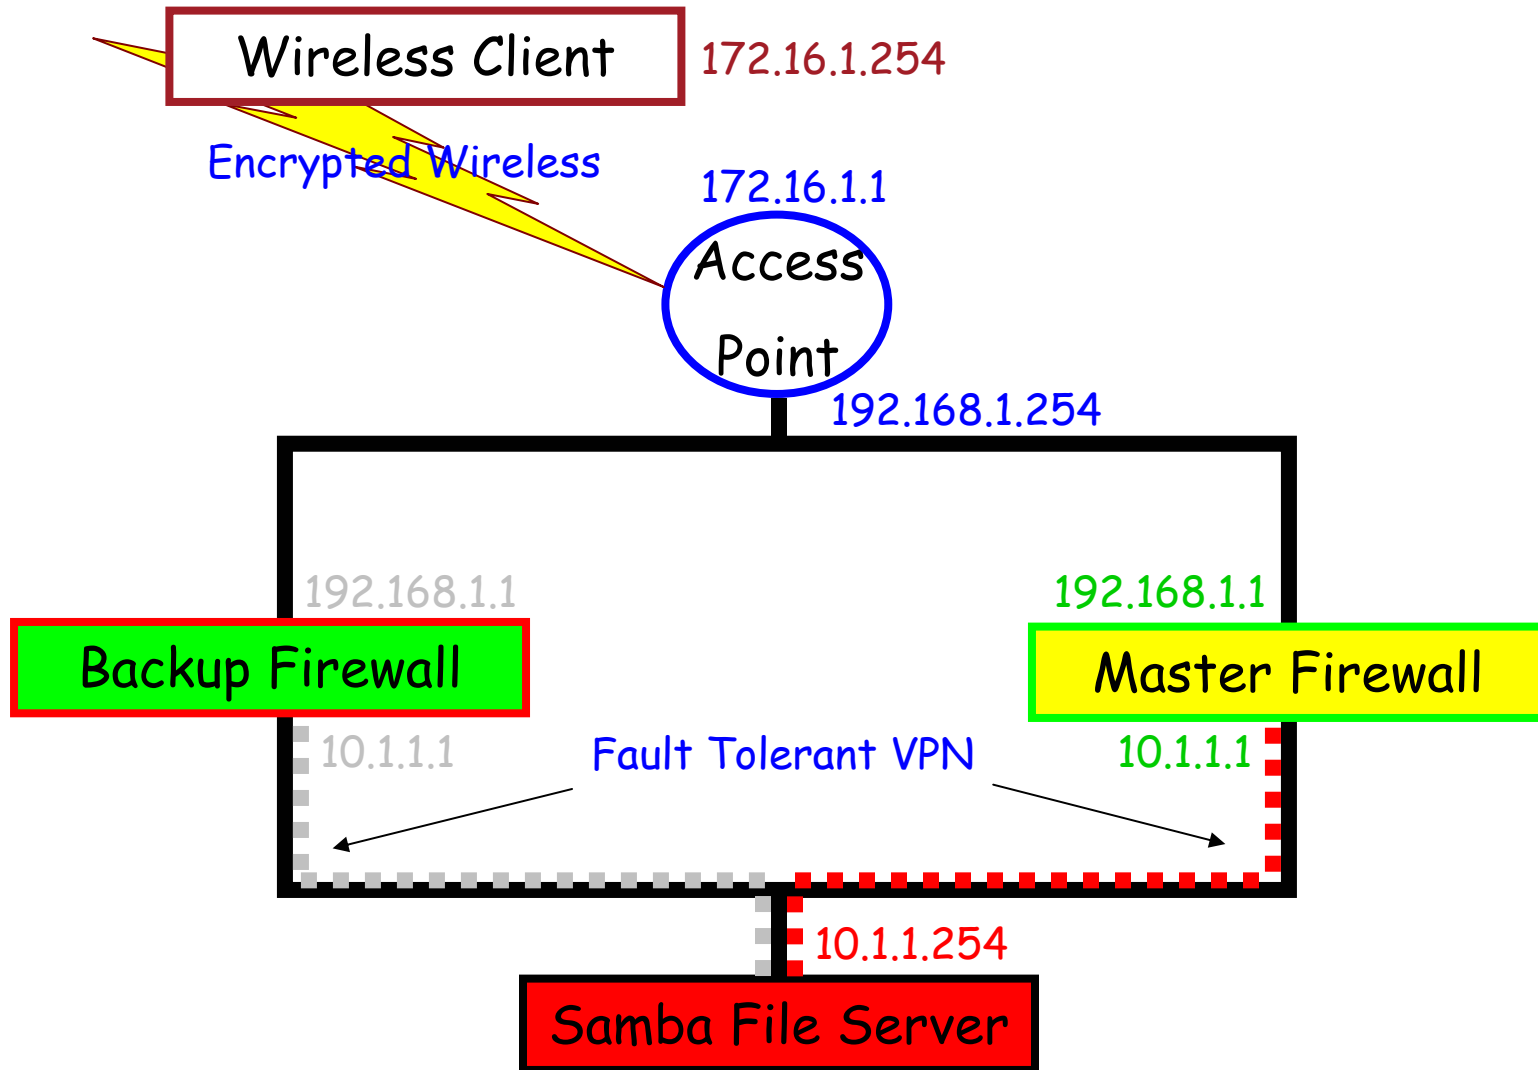 Wireless Client
172.16.1.254
Encrypted Wireless
172.16.1.1
Access
Point
192.168.1.254
192.168.1.1
192.168.1.1
Backup Firewall
Master Firewall
10.1.1.1
Fault Tolerant VPN
10.1.1.1
10.1.1.254
Samba File Server